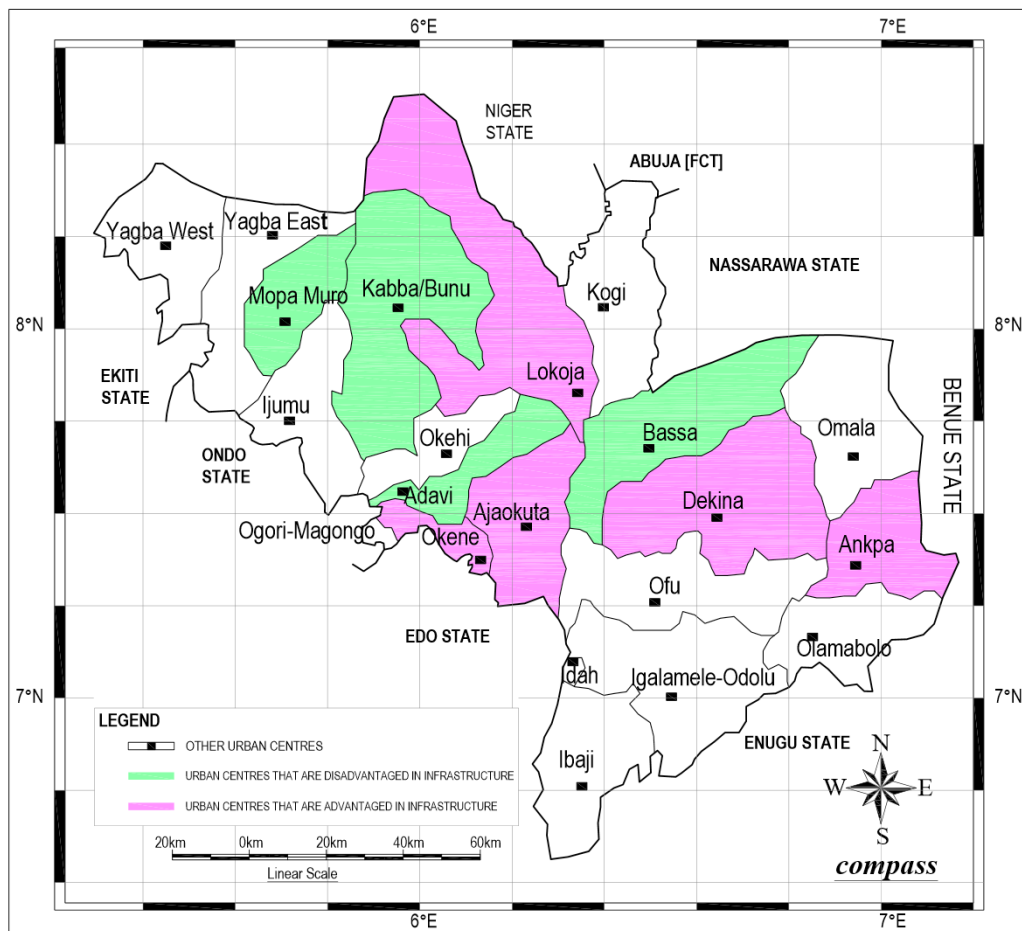 6°E
7°E
NIGER
STATE
ABUJA [FCT]
Yagba West
Yagba East
NASSARAWA STATE
Mopa Muro
Kabba/Bunu
Kogi
8°N
8°N
EKITI
STATE
Lokoja
BENUE STATE
Ijumu
Okehi
Bassa
Omala
ONDO
STATE
Adavi
Ajaokuta
Dekina
Ogori-Magongo
Okene
Ankpa
Ofu
EDO STATE
Olamabolo
Idah
Igalamele-Odolu
7°N
7°N
LEGEND
OTHER URBAN CENTRES
URBAN CENTRES THAT ARE DISADVANTAGED IN INFRASTRUCTURE
URBAN CENTRES THAT ARE ADVANTAGED IN INFRASTRUCTURE
ENUGU STATE
Ibaji
N
W
E
S
compass
20km 0km 20km 40km 60km
Linear Scale
6°E
7°E